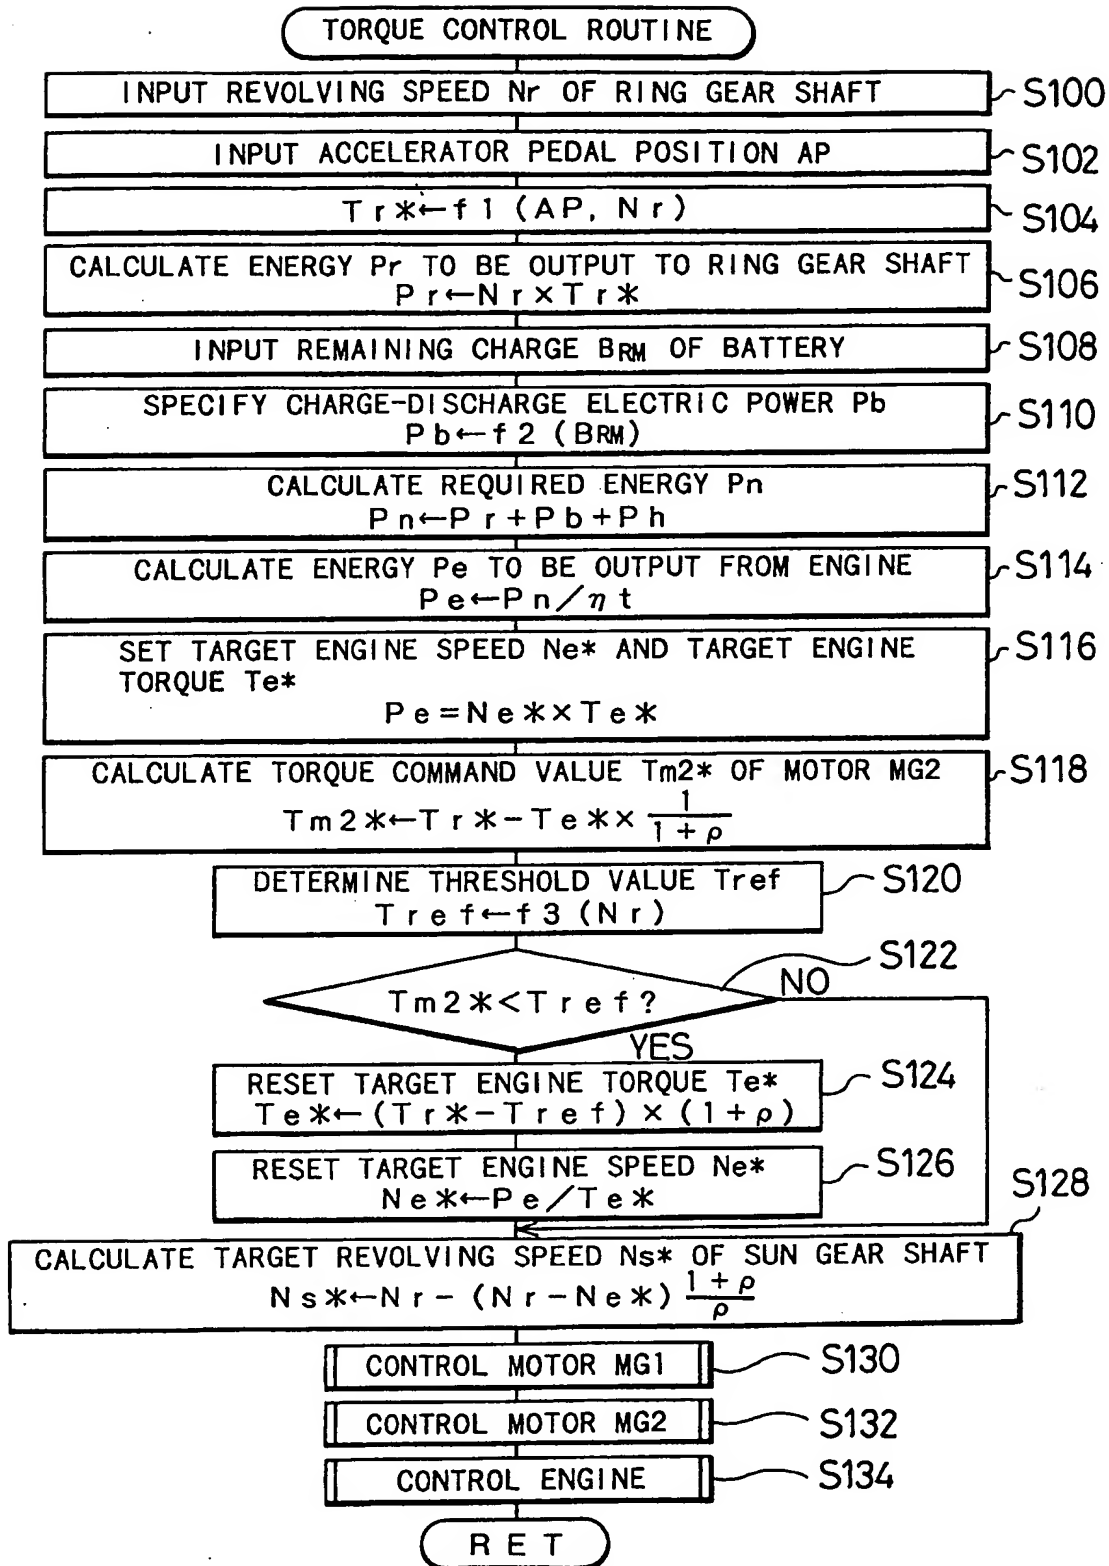 TORQUE CONTROL ROUTINE
INPUT REVOLVING SPEED Nr OF RING GEAR SHAFT
S100
INPUT ACCELERATOR PEDAL POSITION AP
S102
Tr*←f1(AP, Nr)
S104
CALCULATE ENERGY Pr TO BE OUTPUT TO RING GEAR SHAFT
Pr←Nr×Tr*
S106
INPUT REMAINING CHARGE BRM OF BATTERY
S108
SPECIFY CHARGE-DISCHARGE ELECTRIC POWER Pb
Pb←f2(BRM)
S110
CALCULATE REQUIRED ENERGY Pn
Pn←Pr+Pb+Ph
S112
CALCULATE ENERGY Pe TO BE OUTPUT FROM ENGINE
Pe←Pn/ηt
S114
SET TARGET ENGINE SPEED Ne* AND TARGET ENGINE
TORQUE Te*
Pe=Ne*×Te*
S116
CALCULATE TORQUE COMMAND VALUE Tm2* OF MOTOR MG2
Tm2*←Tr*-Te*×1/(1+ρ)
S118
DETERMINE THRESHOLD VALUE Tref
Tref←f3(Nr)
S120
Tm2*<Tref?
S122
NO
YES
RESET TARGET ENGINE TORQUE Te*
Te*←(Tr*-Tref)×(1+ρ)
S124
RESET TARGET ENGINE SPEED Ne*
Ne*←Pe/Te*
S126
CALCULATE TARGET REVOLVING SPEED Ns* OF SUN GEAR SHAFT
Ns*←Nr-(Nr-Ne*)(1+ρ)/ρ
S128
CONTROL MOTOR MG1
S130
CONTROL MOTOR MG2
S132
CONTROL ENGINE
S134
RET